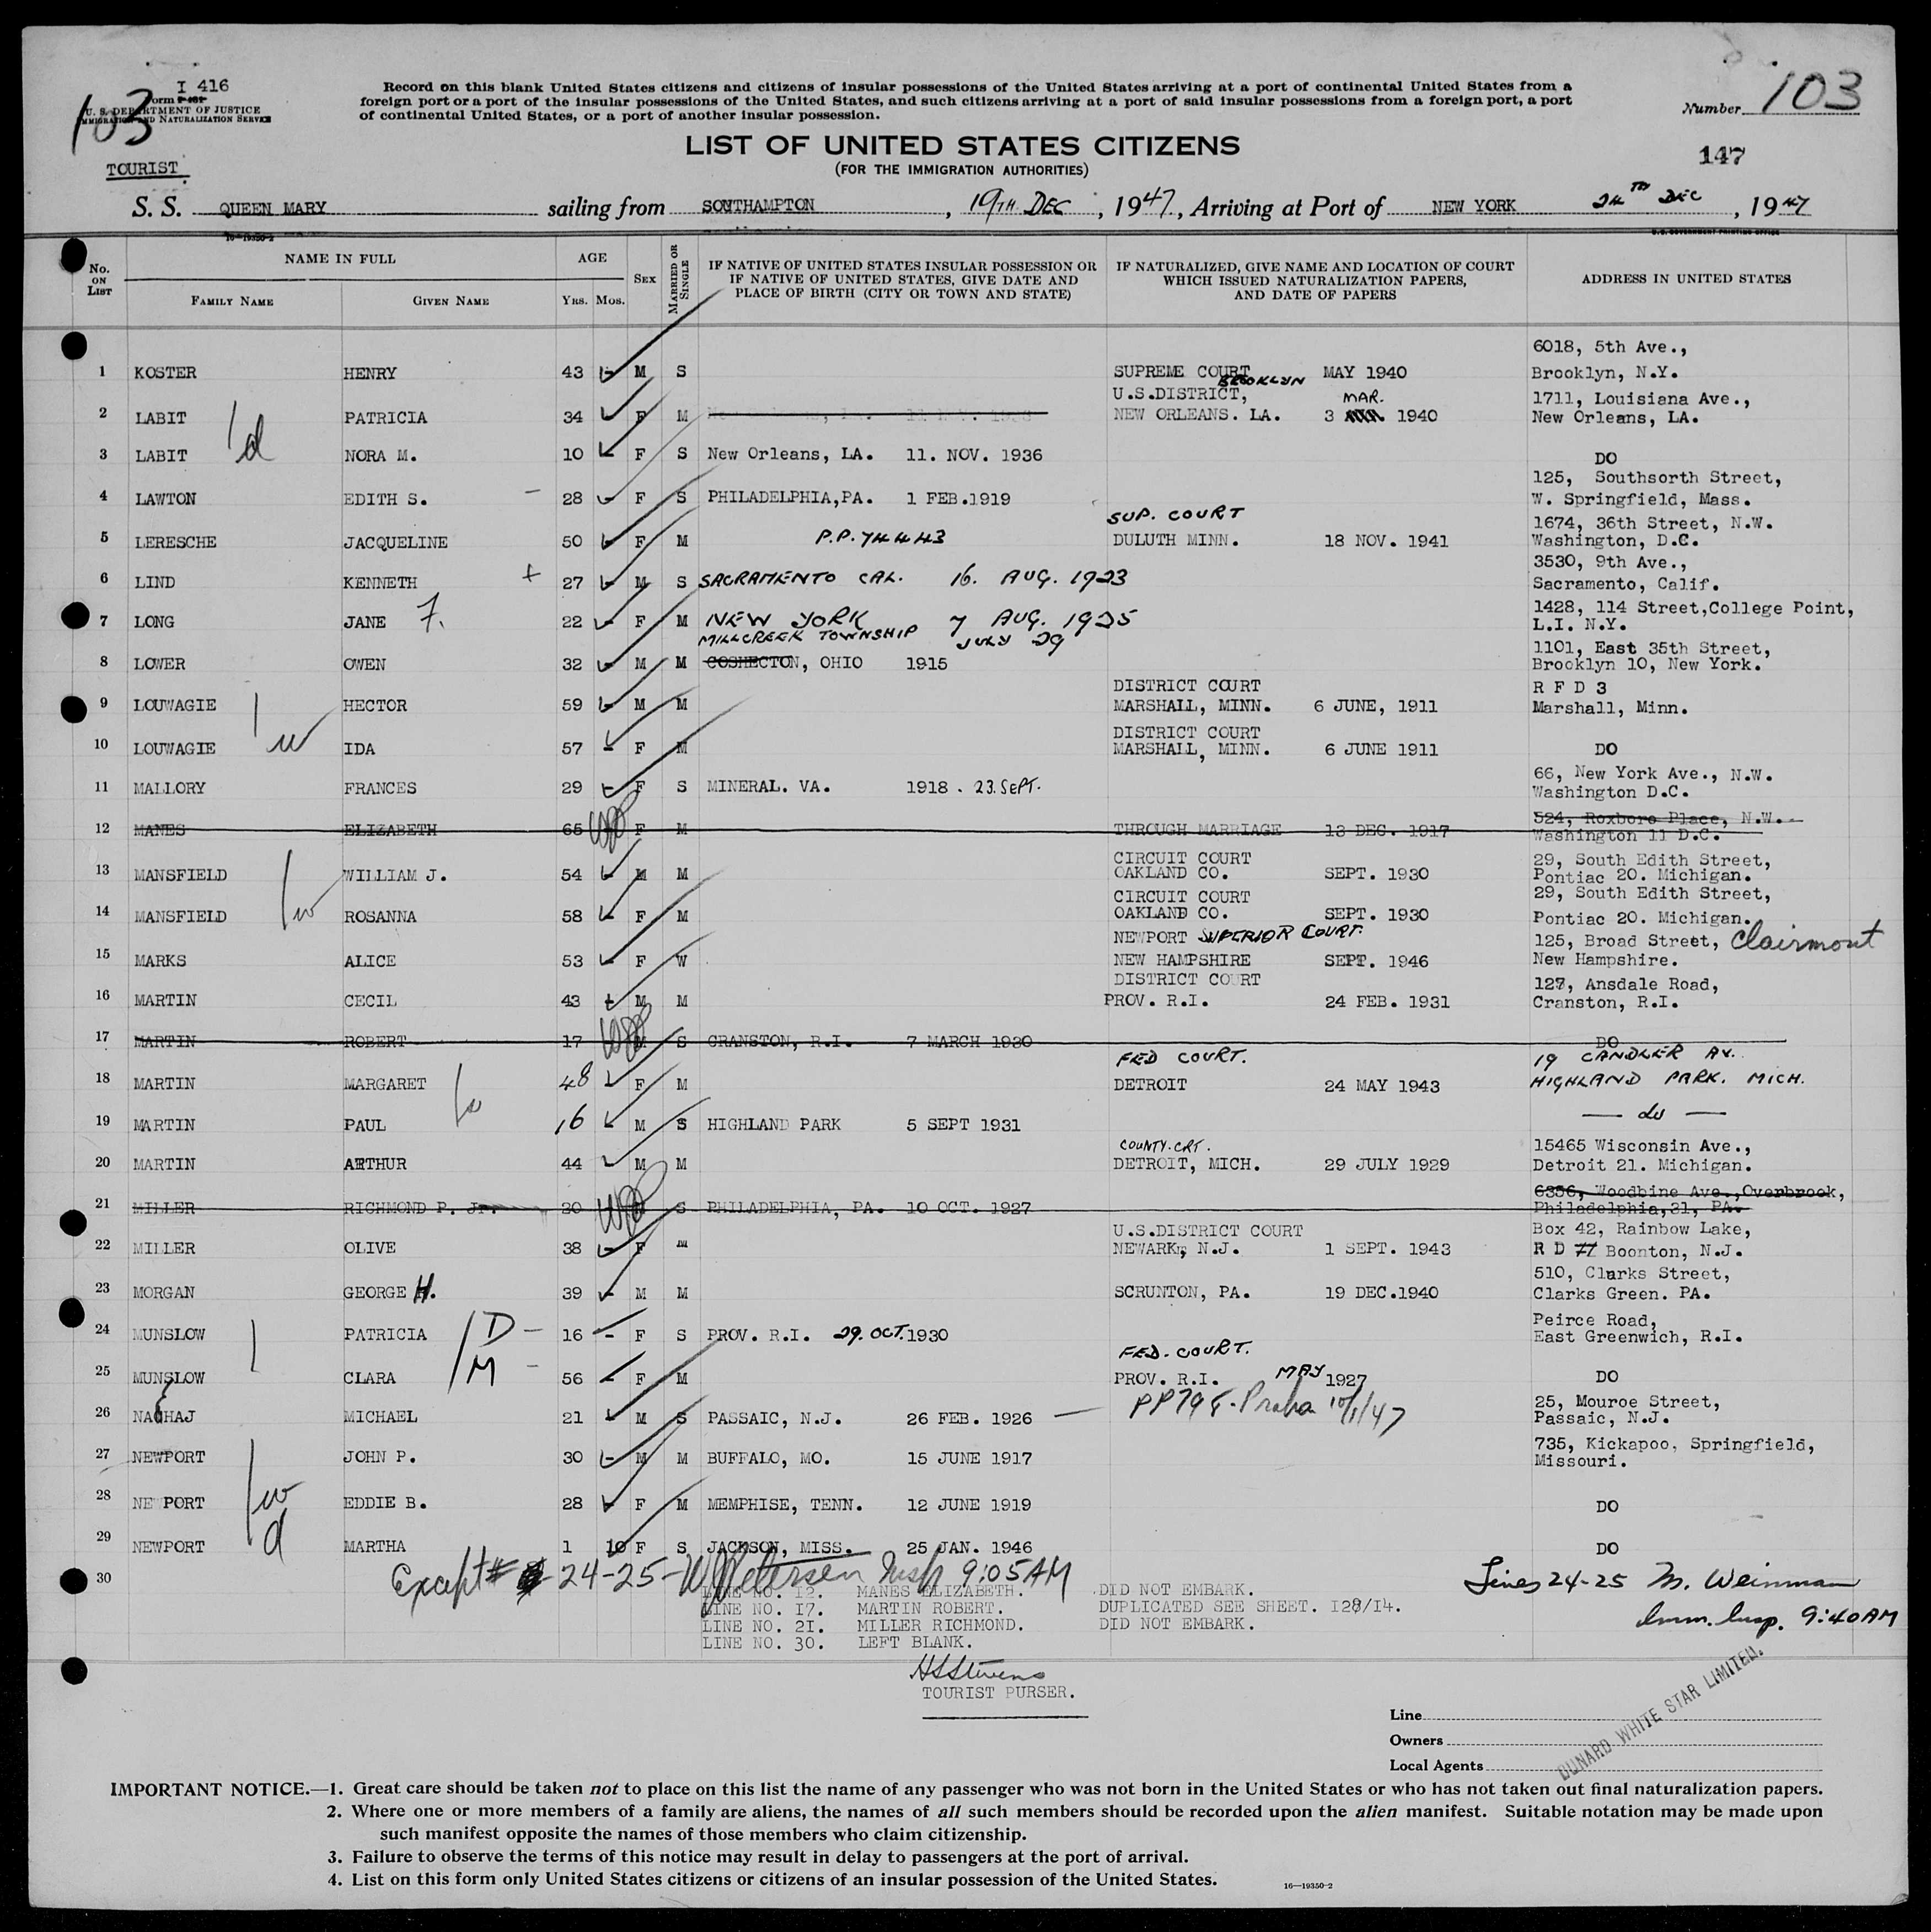 I 416
Form
U. S. DEPARTMENT OF JUSTICE
IMMIGRATION AND NATURALIZATION SERVICE
103
TOURIST
Record on this blank United States citizens and citizens of insular possessions of the United States arriving at a port of continental United States from a
foreign port or a port of the insular possessions of the United States, and such citizens arriving at a port of said insular possessions from a foreign port, a port
of continental United States, or a port of another insular possession.
Number 103
147
LIST OF UNITED STATES CITIZENS
(FOR THE IMMIGRATION AUTHORITIES)
S. S. QUEEN MARY sailing from SOUTHAMPTON, 19TH DEC, 1947, Arriving at Port of NEW YORK 24TH DEC, 1947
16-19350-2
U.S. GOVERNMENT PRINTING OFFICE
No. ON LIST
NAME IN FULL
FAMILY NAME GIVEN NAME
AGE
YRS. MOS.
SEX
MARRIED OR SINGLE
IF NATIVE OF UNITED STATES INSULAR POSSESSION OR
IF NATIVE OF UNITED STATES, GIVE DATE AND
PLACE OF BIRTH (CITY OR TOWN AND STATE)
IF NATURALIZED, GIVE NAME AND LOCATION OF COURT
WHICH ISSUED NATURALIZATION PAPERS,
AND DATE OF PAPERS
ADDRESS IN UNITED STATES
6018, 5th Ave.,
1 KOSTER HENRY 43 - M S SUPREME COURT MAY 1940 Brooklyn, N.Y.
BROOKLYN
U.S.DISTRICT, MAR. 1711, Louisiana Ave.,
2 LABIT PATRICIA 34 F M NEW ORLEANS. LA. 3 1940 New Orleans, LA.
/d
3 LABIT NORA M. 10 F S New Orleans, LA. 11. NOV. 1936 DO
125, Southsorth Street,
4 LAWTON EDITH S. - 28 F S PHILADELPHIA,PA. 1 FEB.1919 W. Springfield, Mass.
SUP. COURT 1674, 36th Street, N.W.
5 LERESCHE JACQUELINE 50 F M P.P. 74443 DULUTH MINN. 18 NOV. 1941 Washington, D.C.
3530, 9th Ave.,
6 LIND KENNETH + 27 M S SACRAMENTO CAL. 16. AUG. 1923 Sacramento, Calif.
1428, 114 Street,College Point,
7 LONG JANE F. 22 F M NEW YORK 7 AUG. 1925 L.I. N.Y.
MILLCREEK TOWNSHIP JULY 29 1101, East 35th Street,
8 LOWER OWEN 32 M M COSHECTON, OHIO 1915 Brooklyn 10, New York.
DISTRICT COURT R F D 3
9 LOUWAGIE HECTOR 59 M M MARSHALL, MINN. 6 JUNE, 1911 Marshall, Minn.
/w
DISTRICT COURT
10 LOUWAGIE IDA 57 F M MARSHALL, MINN. 6 JUNE 1911 DO
66, New York Ave., N.W.
11 MALLORY FRANCES 29 F S MINERAL. VA. 1918. 23.SEPT. Washington D.C.
524, Roxboro Place, N.W.
12 MANES ELIZABETH 65 F M THROUGH MARRIAGE 13 DEC. 1917 Washington 11 D.C.
CIRCUIT COURT 29, South Edith Street,
13 MANSFIELD WILLIAM J. 54 M M OAKLAND CO. SEPT. 1930 Pontiac 20. Michigan.
CIRCUIT COURT 29, South Edith Street,
14 MANSFIELD /w ROSANNA 58 F M OAKLAND CO. SEPT. 1930 Pontiac 20. Michigan.
NEWPORT SUPERIOR COURT. 125, Broad Street, Clairmont
15 MARKS ALICE 53 F W NEW HAMPSHIRE SEPT. 1946 New Hampshire.
DISTRICT COURT 127, Ansdale Road,
16 MARTIN CECIL 43 M M PROV. R.I. 24 FEB. 1931 Cranston, R.I.
17 MARTIN ROBERT 17 M S CRANSTON, R.I. 7 MARCH 1930 DO
FED COURT. 19 CANDLER AV.
18 MARTIN MARGARET 48 F M DETROIT 24 MAY 1943 HIGHLAND PARK. MICH.
/s
19 MARTIN PAUL 16 M S HIGHLAND PARK 5 SEPT 1931 — do —
COUNTY. CRT. 15465 Wisconsin Ave.,
20 MARTIN ARTHUR 44 M M DETROIT, MICH. 29 JULY 1929 Detroit 21. Michigan.
6386, Woodbine Ave.,Overbrook,
21 MILLER RICHMOND P. Jr. 20 S PHILADELPHIA, PA. 10 OCT. 1927 Philadelphia,31, PA.
U.S.DISTRICT COURT Box 42, Rainbow Lake,
22 MILLER OLIVE 38 F M NEWARK, N.J. 1 SEPT. 1943 R D Boonton, N.J.
510, Clarks Street,
23 MORGAN GEORGE H. 39 M M SCRUNTON, PA. 19 DEC.1940 Clarks Green. PA.
Peirce Road,
24 MUNSLOW PATRICIA /D - 16 - F S PROV. R.I. 29. OCT. 1930 East Greenwich, R.I.
FED. COURT.
25 MUNSLOW CLARA /M - 56 - F M PROV. R.I. MAY 1927 DO
PP 798. Praha 10/1/47 25, Mouroe Street,
26 NAGHAJ MICHAEL 21 M S PASSAIC, N.J. 26 FEB. 1926 — Passaic, N.J.
735, Kickapoo, Springfield,
27 NEWPORT JOHN P. 30 M M BUFFALO, MO. 15 JUNE 1917 Missouri.
28 NEWPORT /w EDDIE B. 28 F M MEMPHISE, TENN. 12 JUNE 1919 DO
d
29 NEWPORT MARTHA 1 10 F S JACKSON, MISS. 25 JAN. 1946 DO
30 Except # 24-25- W Petersen Insp 9:05AM Lines 24-25 M. Weinman
Imm. Insp. 9:40AM
LINE NO. 12. MANES ELIZABETH. DID NOT EMBARK.
LINE NO. 17. MARTIN ROBERT. DUPLICATED SEE SHEET. 128/14.
LINE NO. 21. MILLER RICHMOND. DID NOT EMBARK.
LINE NO. 30. LEFT BLANK.
HSStevens
TOURIST PURSER.
Line
Owners
Local Agents
CUNARD WHITE STAR LIMITED.
IMPORTANT NOTICE.—1. Great care should be taken not to place on this list the name of any passenger who was not born in the United States or who has not taken out final naturalization papers.
2. Where one or more members of a family are aliens, the names of all such members should be recorded upon the alien manifest. Suitable notation may be made upon
such manifest opposite the names of those members who claim citizenship.
3. Failure to observe the terms of this notice may result in delay to passengers at the port of arrival.
4. List on this form only United States citizens or citizens of an insular possession of the United States.
16—19350-2